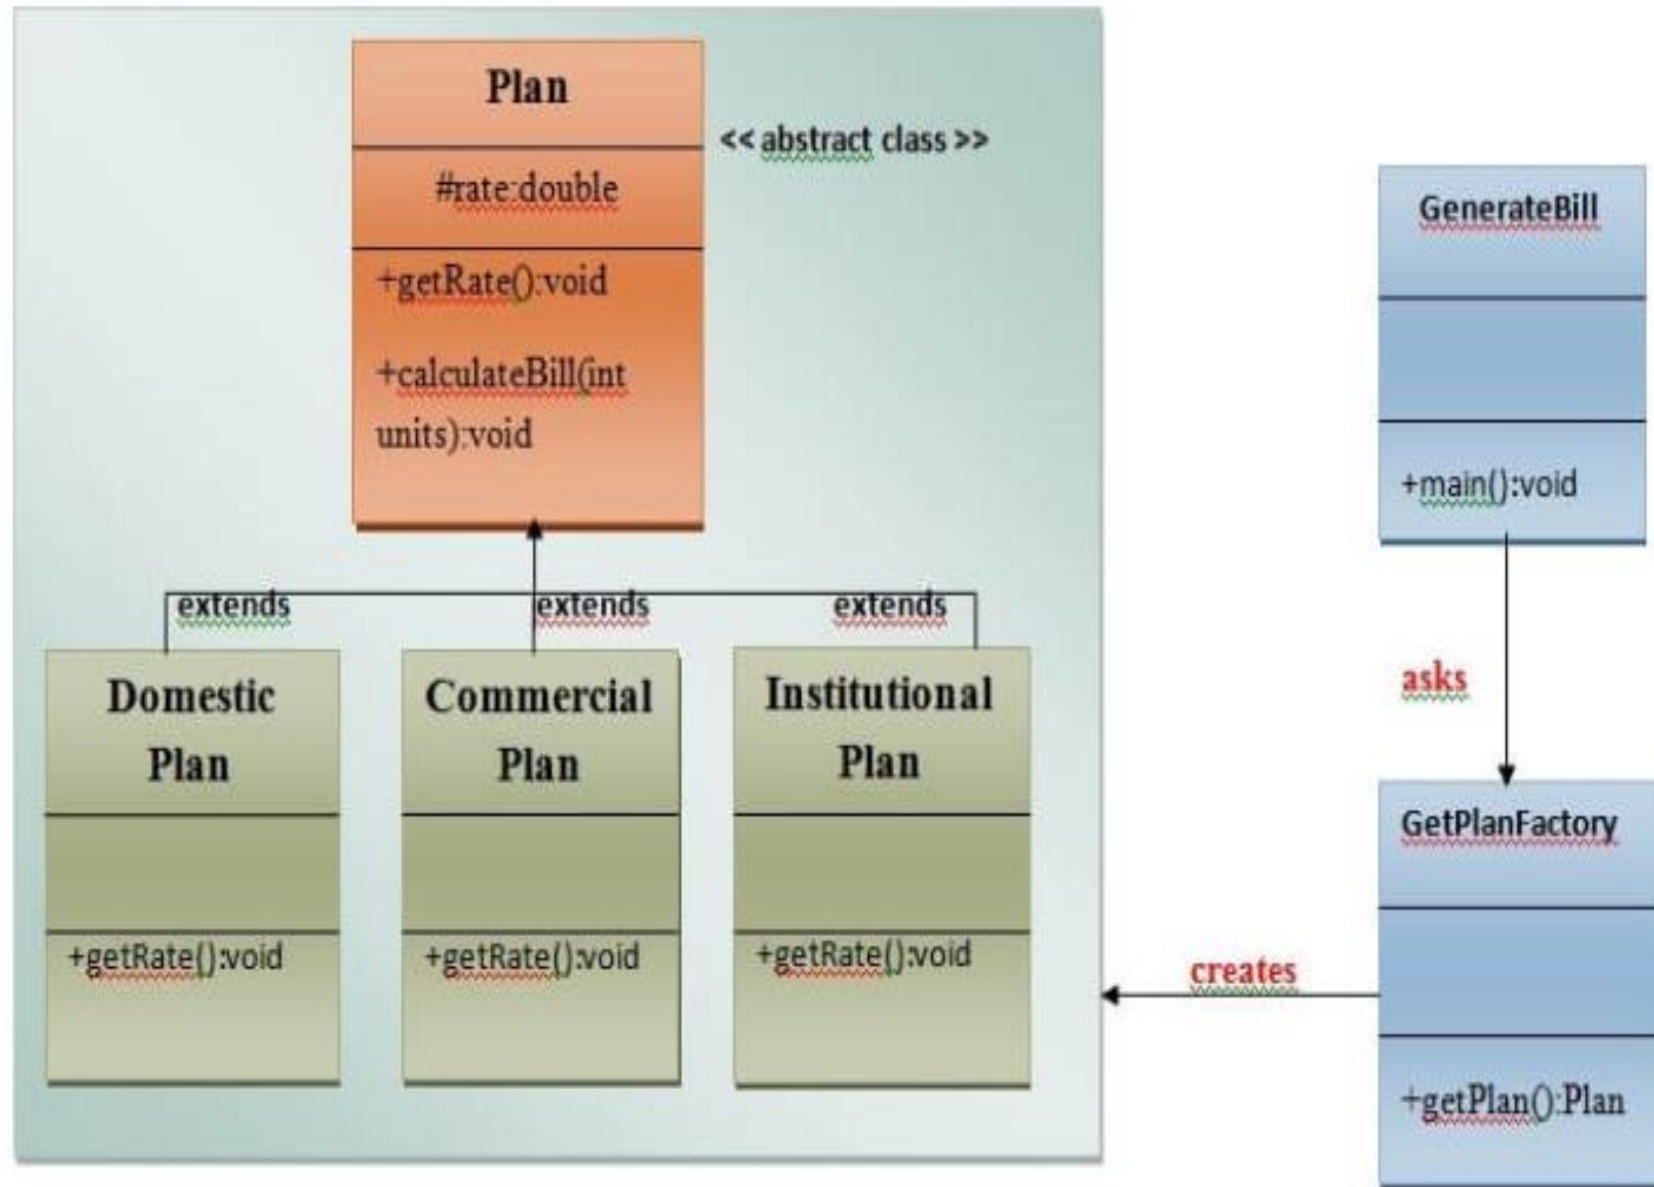 Plan
<< abstract class >>
#rate:double
+getRate():void
+calculateBill(int
units):void
extends
extends
extends
Domestic
Plan
+getRate():void
Commercial
Plan
+getRate():void
Institutional
Plan
+getRate():void
GenerateBill
+main():void
asks
GetPlanFactory
+getPlan():Plan
creates